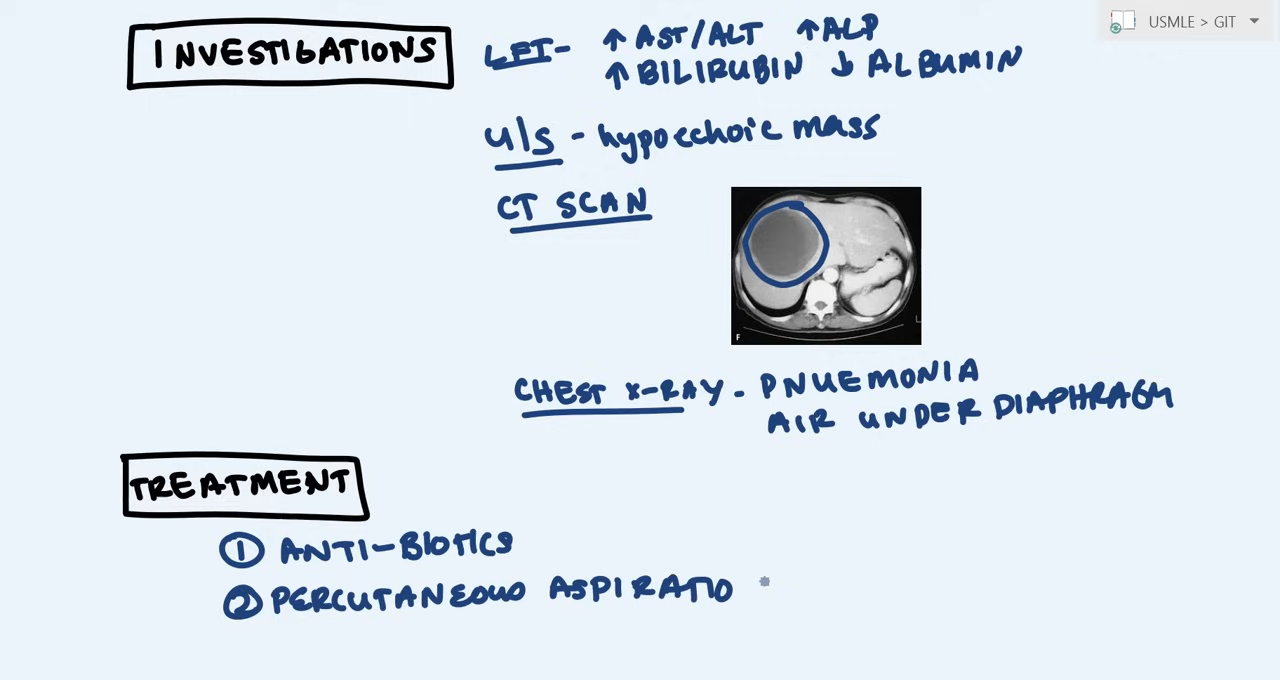 USMLE > GIT
INVESTIGATIONS
LFT- ↑ AST/ALT ↑ALP
↑ BILIRUBIN ↓ ALBUMIN
u/s - hypoechoic mass
CT SCAN
F
L
CHEST X-RAY - PNUEMONIA
AIR UNDER DIAPHRAGM
TREATMENT
① ANTI-BIOTICS
② PERCUTANEOUS ASPIRATIO